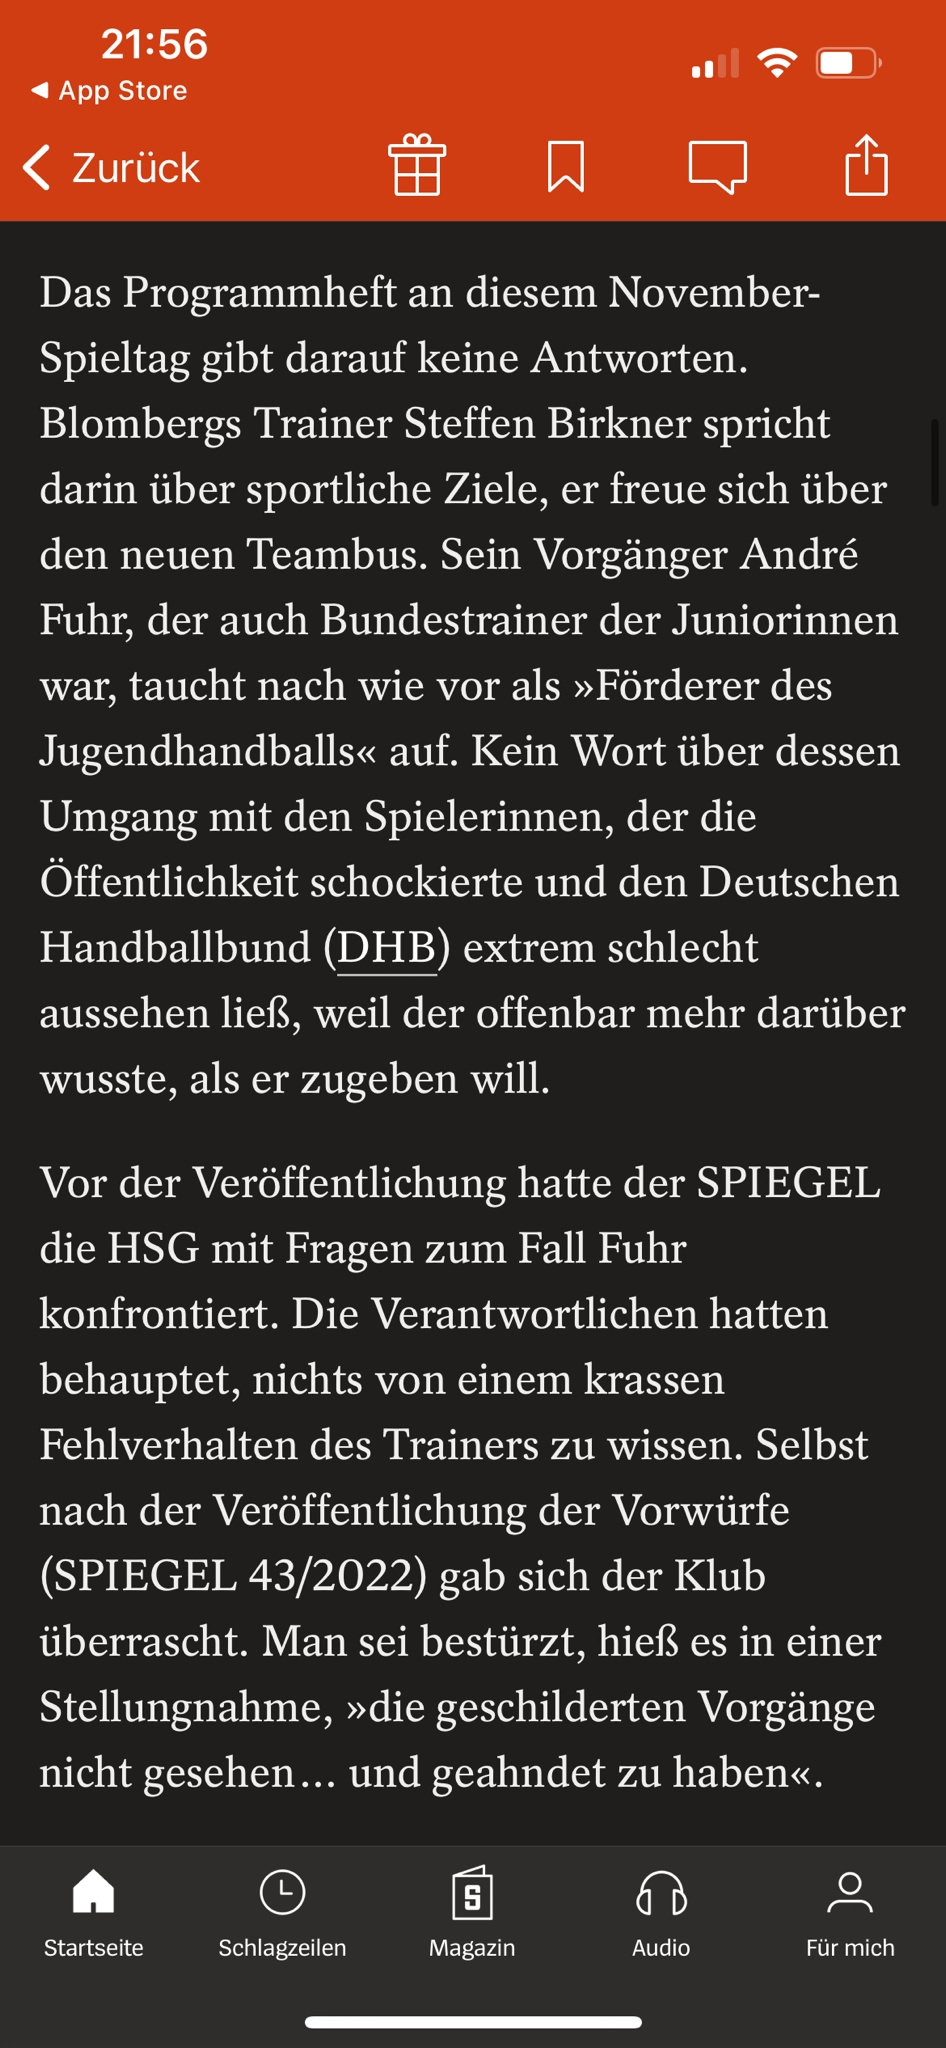 21:56
App Store
Zurück
Das Programmheft an diesem November-
Spieltag gibt darauf keine Antworten.
Blombergs Trainer Steffen Birkner spricht
darin über sportliche Ziele, er freue sich über
den neuen Teambus. Sein Vorgänger André
Fuhr, der auch Bundestrainer der Juniorinnen
war, taucht nach wie vor als »Förderer des
Jugendhandballs« auf. Kein Wort über dessen
Umgang mit den Spielerinnen, der die
Öffentlichkeit schockierte und den Deutschen
Handballbund (DHB) extrem schlecht
aussehen ließ, weil der offenbar mehr darüber
wusste, als er zugeben will.
Vor der Veröffentlichung hatte der SPIEGEL
die HSG mit Fragen zum Fall Fuhr
konfrontiert. Die Verantwortlichen hatten
behauptet, nichts von einem krassen
Fehlverhalten des Trainers zu wissen. Selbst
nach der Veröffentlichung der Vorwürfe
(SPIEGEL 43/2022) gab sich der Klub
überrascht. Man sei bestürzt, hieß es in einer
Stellungnahme, »die geschilderten Vorgänge
nicht gesehen… und geahndet zu haben«.
S
Startseite Schlagzeilen Magazin Audio Für mich